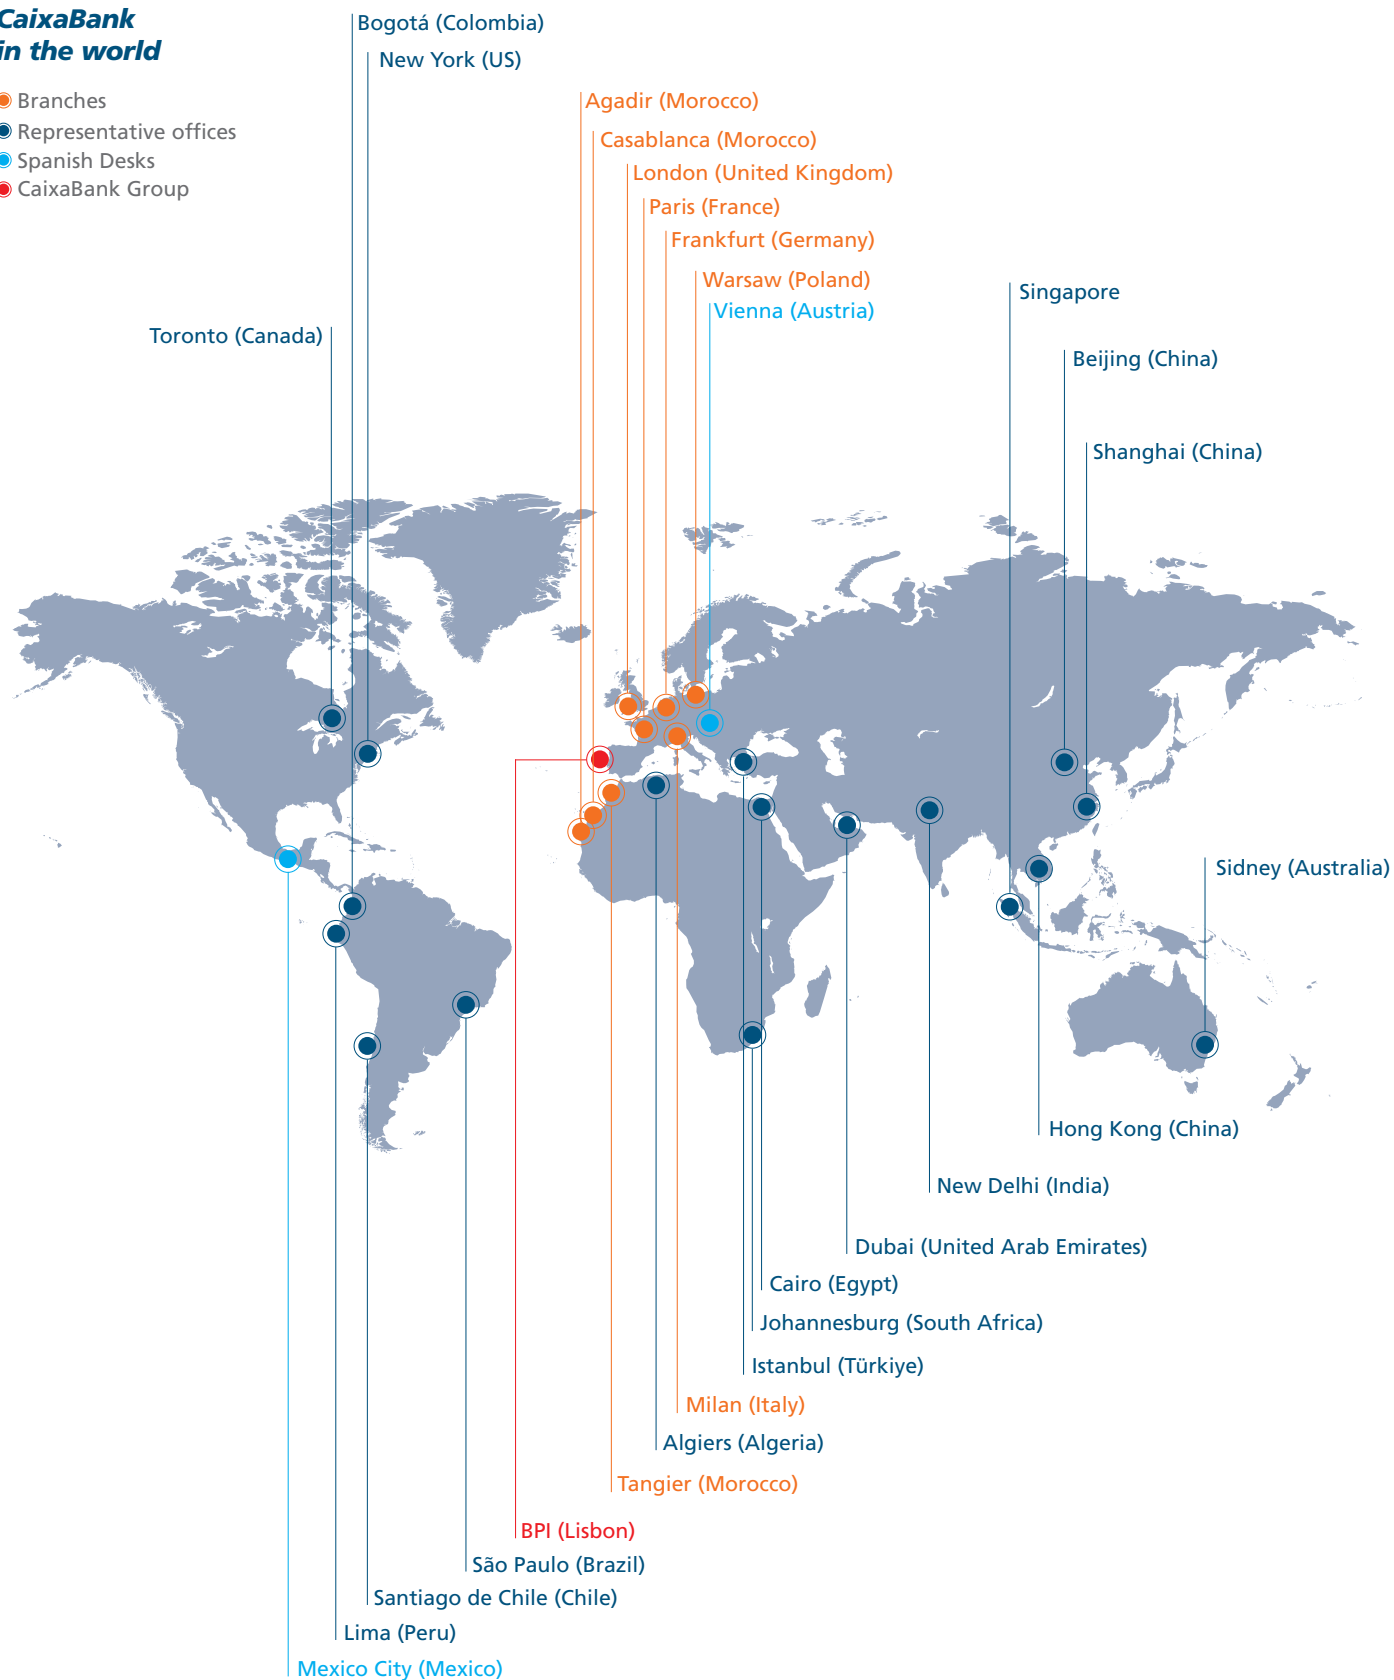 CaixaBank
in the world
Branches
Representative offices
Spanish Desks
CaixaBank Group
Bogotá (Colombia)
New York (US)
Agadir (Morocco)
Casablanca (Morocco)
London (United Kingdom)
Paris (France)
Frankfurt (Germany)
Warsaw (Poland)
Vienna (Austria)
Singapore
Toronto (Canada)
Beijing (China)
Shanghai (China)
Sidney (Australia)
Hong Kong (China)
New Delhi (India)
Dubai (United Arab Emirates)
Cairo (Egypt)
Johannesburg (South Africa)
Istanbul (Türkiye)
Milan (Italy)
Algiers (Algeria)
Tangier (Morocco)
BPI (Lisbon)
São Paulo (Brazil)
Santiago de Chile (Chile)
Lima (Peru)
Mexico City (Mexico)